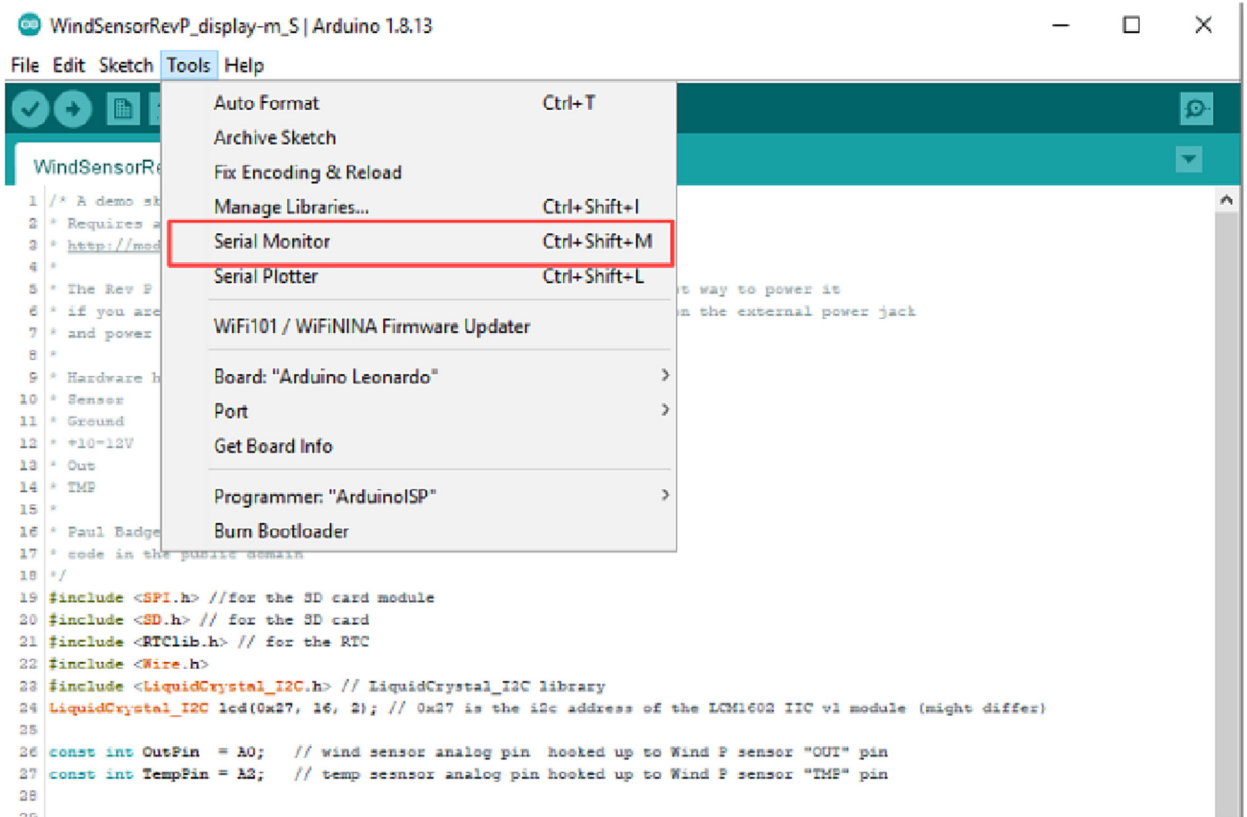 WindSensorRevP_display-m_S | Arduino 1.8.13
File Edit Sketch Tools Help
Auto Format Ctrl+T
Archive Sketch
Fix Encoding & Reload
Manage Libraries... Ctrl+Shift+I
Serial Monitor Ctrl+Shift+M
Serial Plotter Ctrl+Shift+L
WiFi101 / WiFiNINA Firmware Updater
Board: "Arduino Leonardo"
Port
Get Board Info
Programmer: "ArduinoISP"
Burn Bootloader
WindSensorRe
1 /* A demo sk
2 * Requires a
3 * http://mod
4 *
5 * The Rev P t way to power it
6 * if you are n the external power jack
7 * and power
8 *
9 * Hardware h
10 * Sensor
11 * Ground
12 * +10-12V
13 * Out
14 * TMP
15 *
16 * Paul Badge
17 * code in the public domain
18 */
19 #include <SPI.h> //for the SD card module
20 #include <SD.h> // for the SD card
21 #include <RTClib.h> // for the RTC
22 #include <Wire.h>
23 #include <LiquidCrystal_I2C.h> // LiquidCrystal_I2C library
24 LiquidCrystal_I2C lcd(0x27, 16, 2); // 0x27 is the i2c address of the LCM1602 IIC v1 module (might differ)
25
26 const int OutPin = A0; // wind sensor analog pin hooked up to Wind P sensor "OUT" pin
27 const int TempPin = A2; // temp sesnsor analog pin hooked up to Wind P sensor "TMP" pin
28
29